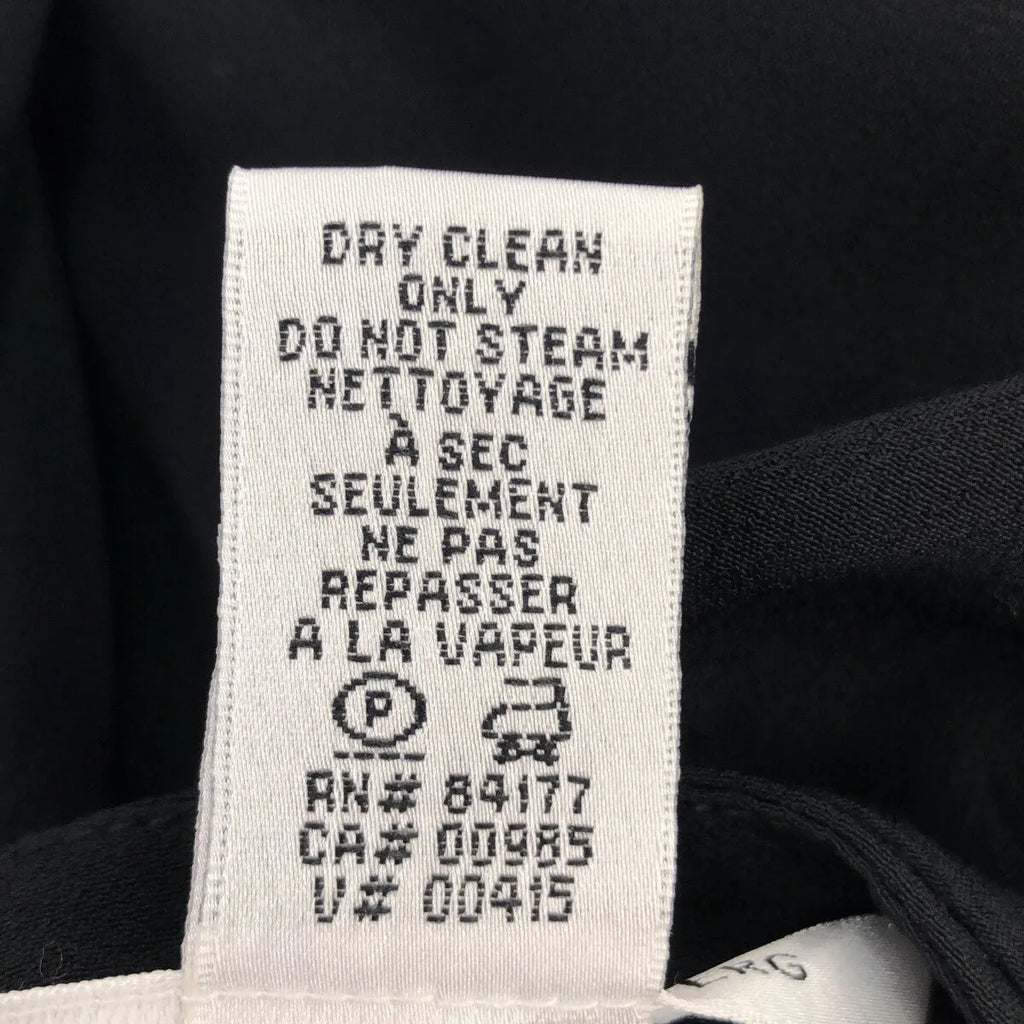 DRY CLEAN
ONLY
DO NOT STEAM
NETTOYAGE
À SEC
SEULEMENT
NE PAS
REPASSER
A LA VAPEUR
P
RN# 84177
CA# 00985
V# 00415